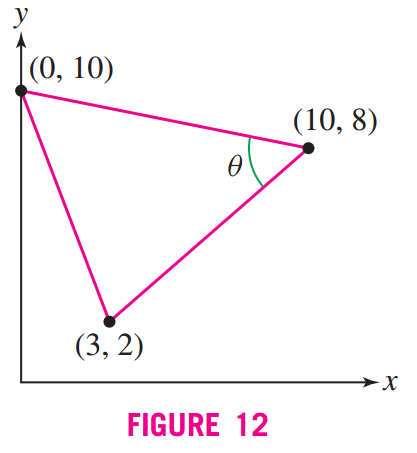 y
(0, 10)
(10, 8)
θ
(3, 2)
x
FIGURE 12